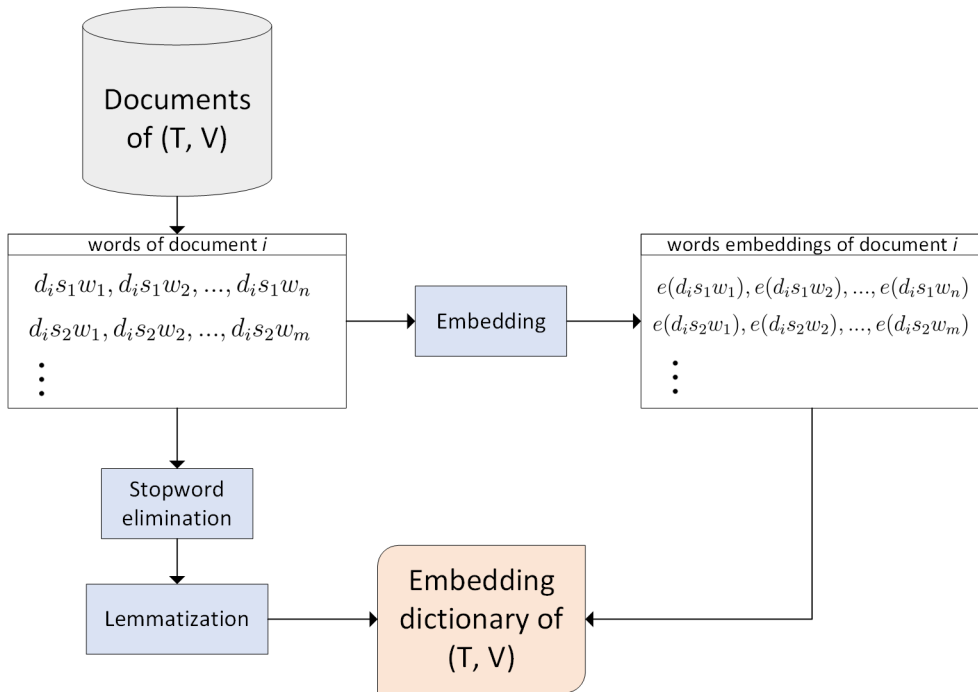 Documents
of (T, V)
words of document i
d_i s_1 w_1, d_i s_1 w_2, ..., d_i s_1 w_n
d_i s_2 w_1, d_i s_2 w_2, ..., d_i s_2 w_m
⋮
Embedding
words embeddings of document i
e(d_i s_1 w_1), e(d_i s_1 w_2), ..., e(d_i s_1 w_n)
e(d_i s_2 w_1), e(d_i s_2 w_2), ..., e(d_i s_2 w_m)
⋮
Stopword
elimination
Lemmatization
Embedding
dictionary of
(T, V)